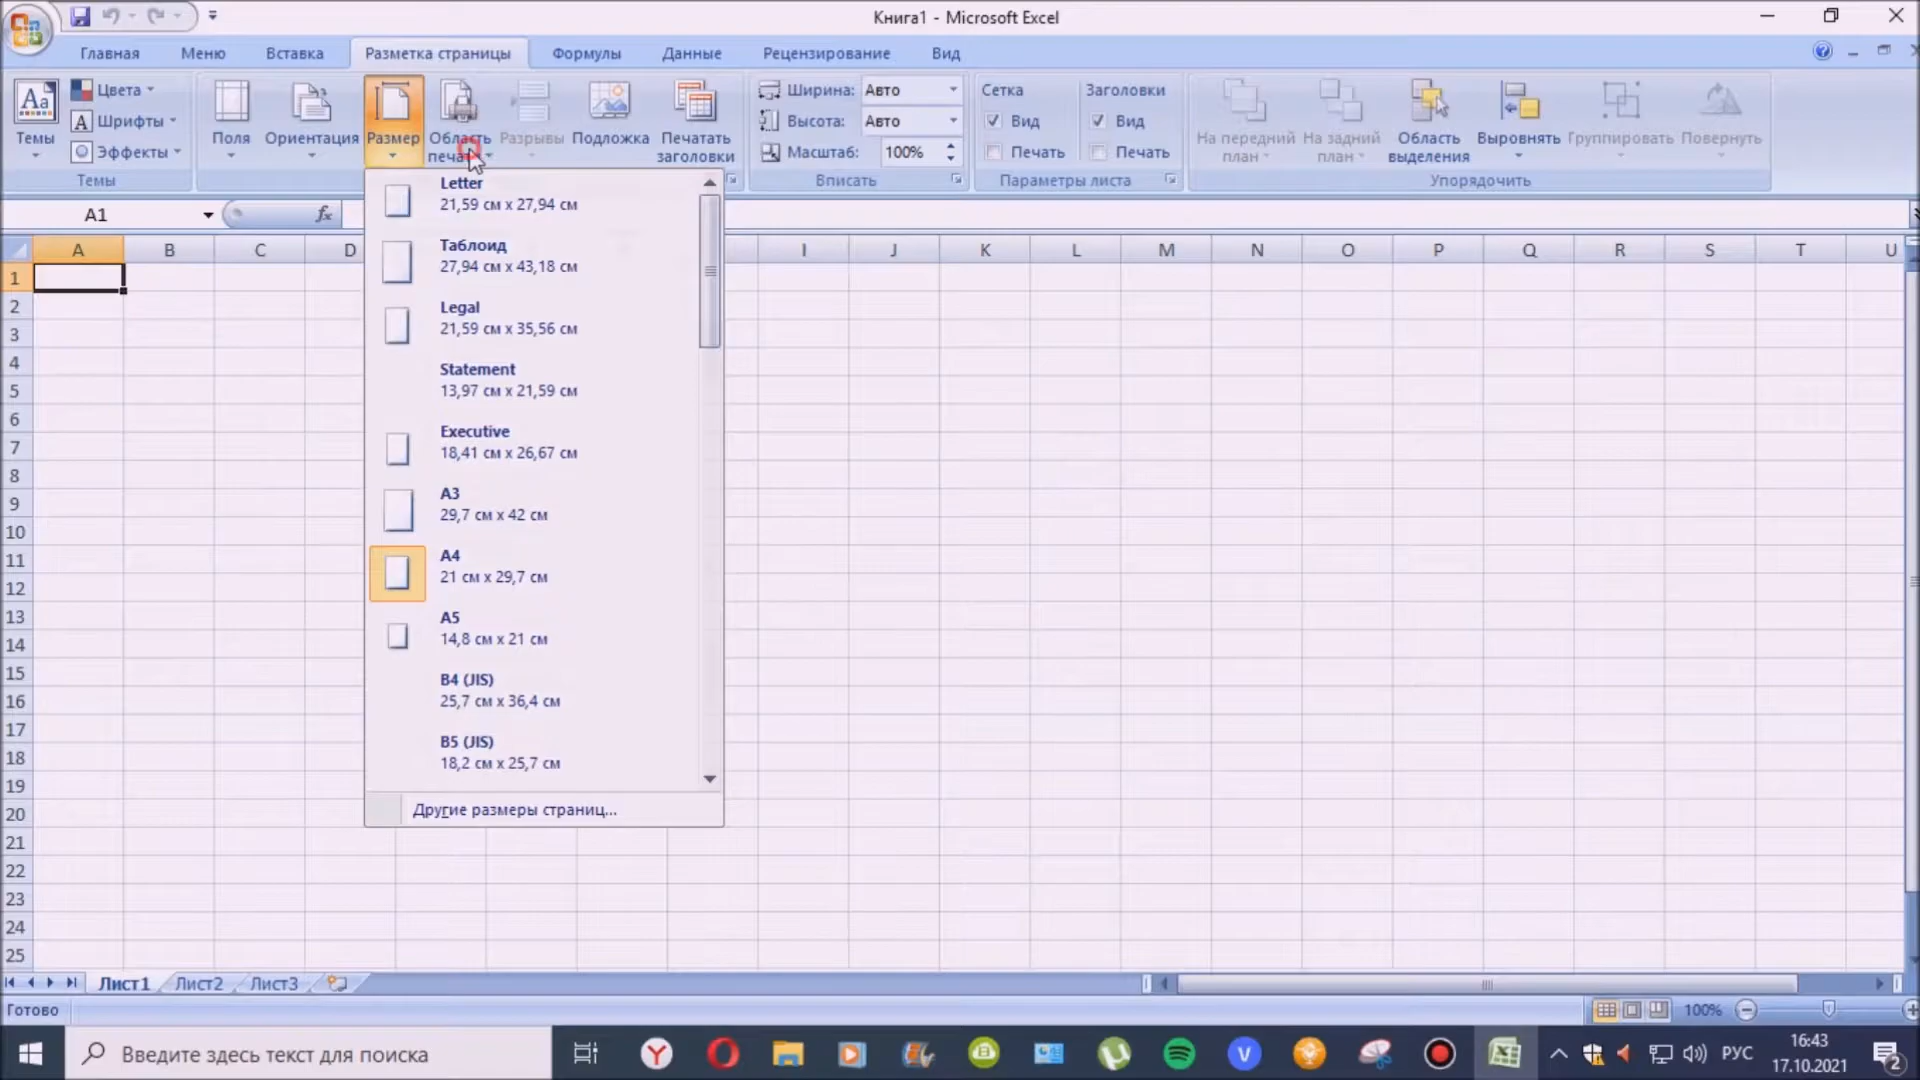 Книга1 - Microsoft Excel
Главная Меню Вставка Разметка страницы Формулы Данные Рецензирование Вид
Цвета Ширина: Авто Сетка Заголовки
Шрифты Высота: Авто Вид Вид
Темы Поля Ориентация Размер Область Разрывы Подложка Печатать На передний На задний Область Выровнять Группировать Повернуть
Эффекты печати заголовки Масштаб: 100% Печать Печать план план выделения
Темы Вписать Параметры листа Упорядочить
A1 fx
A B C D I J K L M N O P Q R S T U
Letter
21,59 см x 27,94 см
Таблоид
27,94 см x 43,18 см
Legal
21,59 см x 35,56 см
Statement
13,97 см x 21,59 см
Executive
18,41 см x 26,67 см
A3
29,7 см x 42 см
A4
21 см x 29,7 см
A5
14,8 см x 21 см
B4 (JIS)
25,7 см x 36,4 см
B5 (JIS)
18,2 см x 25,7 см
Другие размеры страниц...
1
2
3
4
5
6
7
8
9
10
11
12
13
14
15
16
17
18
19
20
21
22
23
24
25
Лист1 Лист2 Лист3
Готово 100%
Введите здесь текст для поиска
РУС
16:43
17.10.2021
2